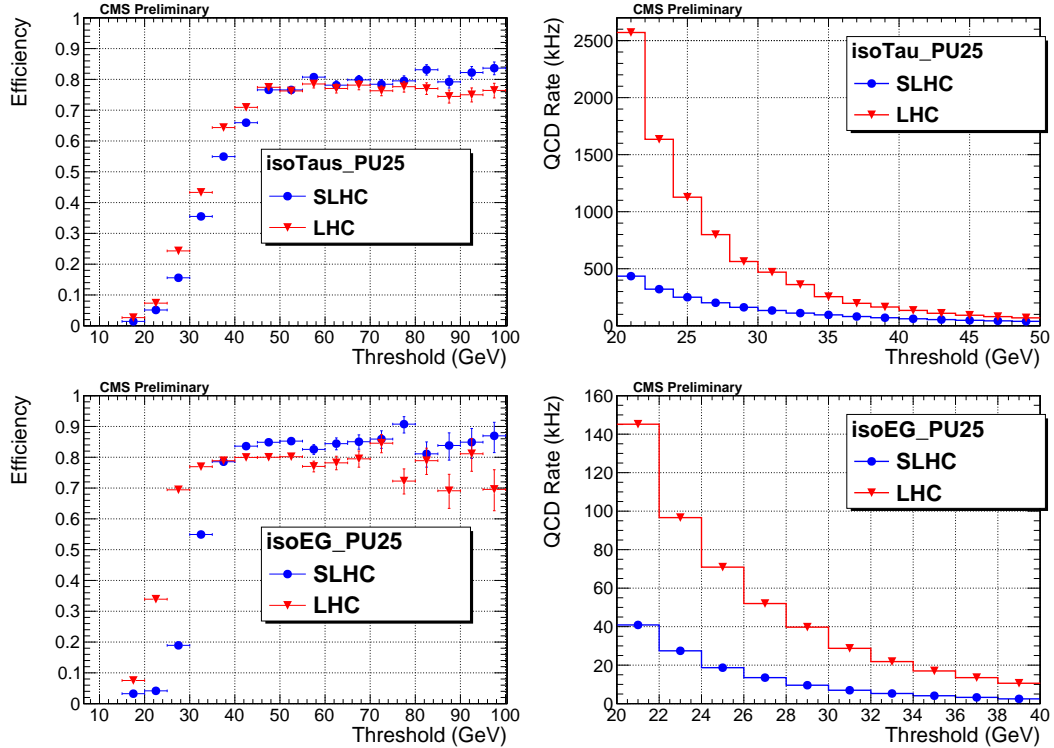 CMS Preliminary
Efficiency
0.9
0.8
0.7
0.6
0.5
0.4
0.3
0.2
0.1
0
isoTaus_PU25
SLHC
LHC
10 20 30 40 50 60 70 80 90 100
Threshold (GeV)
CMS Preliminary
QCD Rate (kHz)
2500
2000
1500
1000
500
0
isoTau_PU25
SLHC
LHC
20 25 30 35 40 45 50
Threshold (GeV)
CMS Preliminary
Efficiency
1
0.9
0.8
0.7
0.6
0.5
0.4
0.3
0.2
0.1
0
isoEG_PU25
SLHC
LHC
10 20 30 40 50 60 70 80 90 100
Threshold (GeV)
CMS Preliminary
QCD Rate (kHz)
160
140
120
100
80
60
40
20
0
isoEG_PU25
SLHC
LHC
20 22 24 26 28 30 32 34 36 38 40
Threshold (GeV)